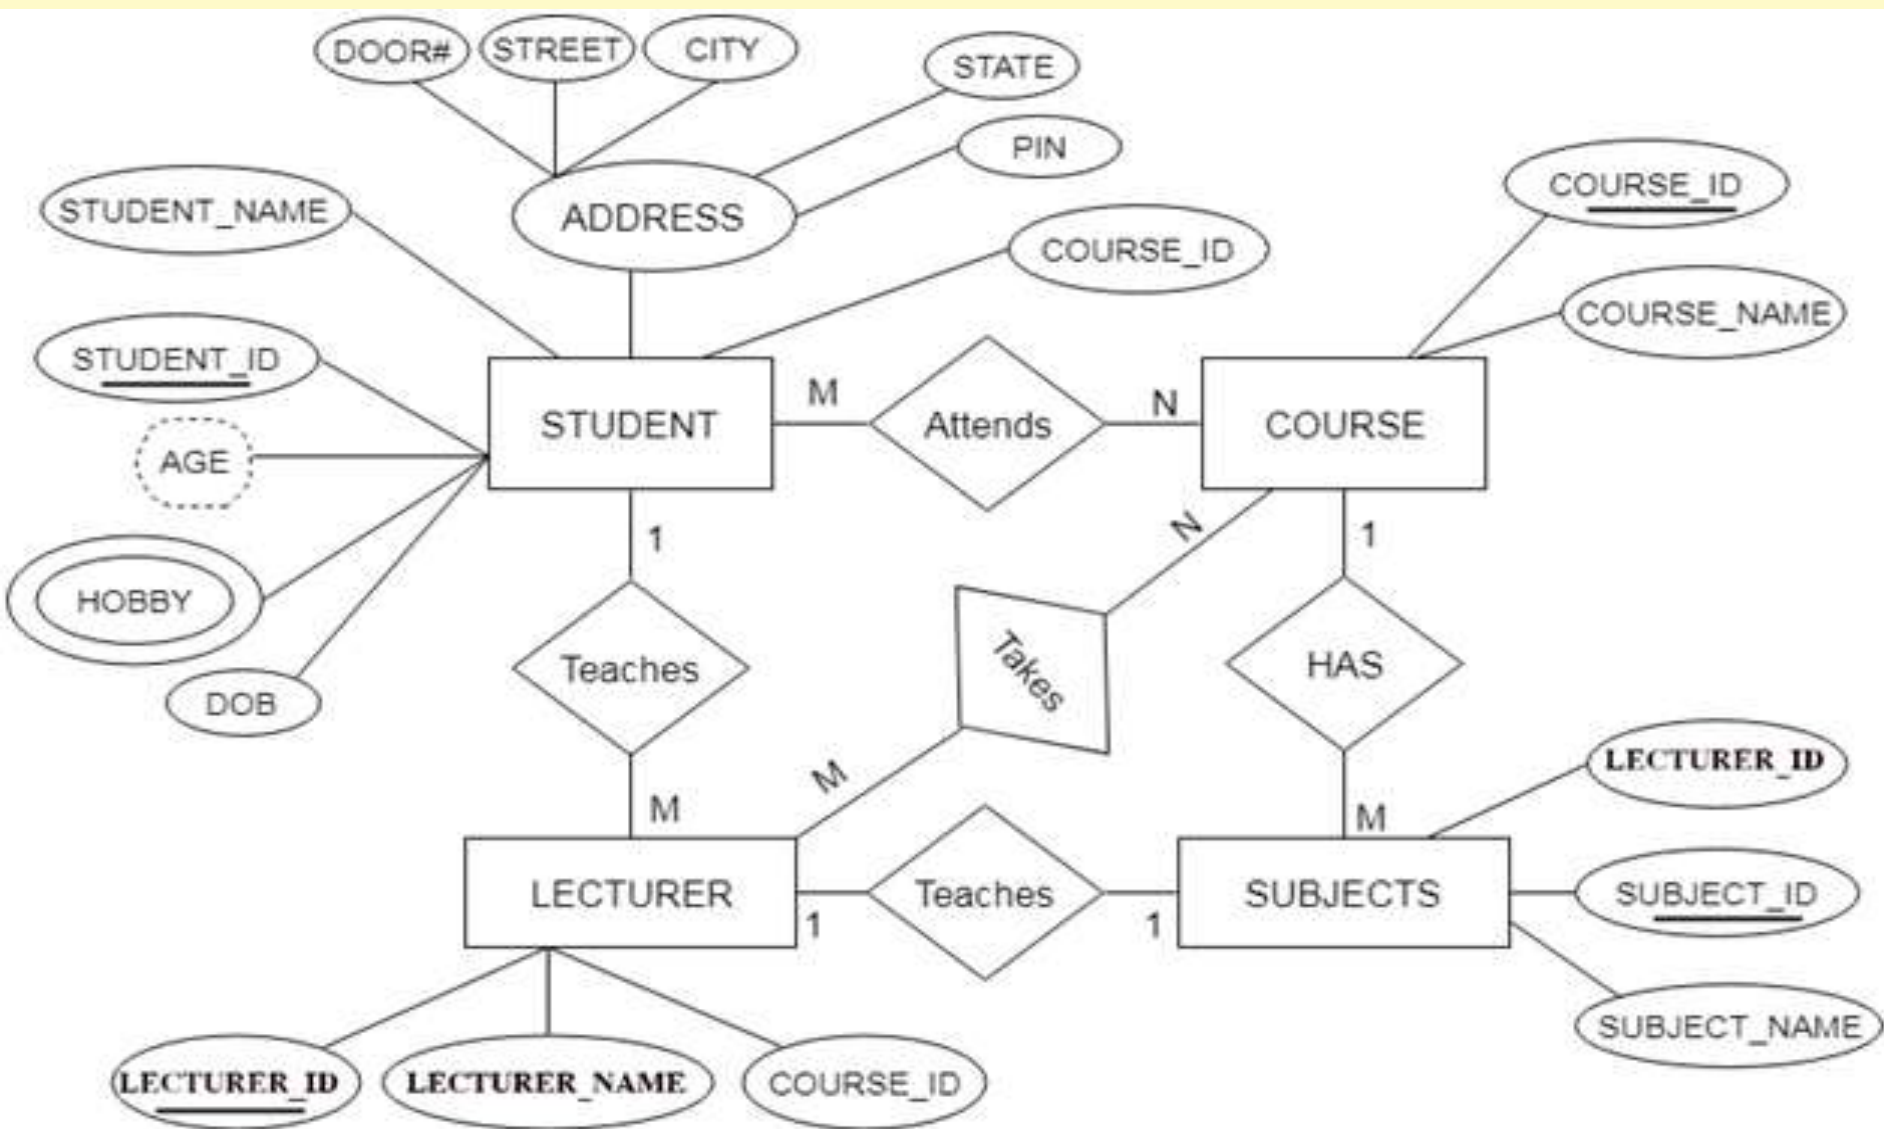 DOOR#
STREET
CITY
STATE
PIN
STUDENT_NAME
ADDRESS
COURSE_ID
COURSE_ID
COURSE_NAME
STUDENT_ID
AGE
HOBBY
DOB
STUDENT
M
Attends
N
COURSE
1
N
1
Teaches
Takes
HAS
M
M
M
LECTURER_ID
LECTURER
1
Teaches
1
SUBJECTS
SUBJECT_ID
SUBJECT_NAME
LECTURER_ID
LECTURER_NAME
COURSE_ID